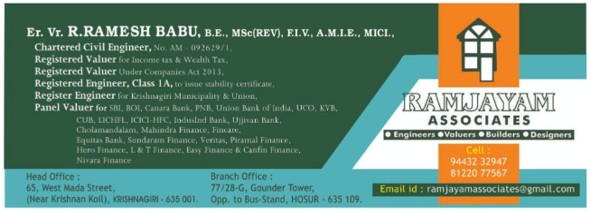 Er. Vr. R.RAMESH BABU, B.E., MSc(REV), F.I.V., A.M.I.E., MICI.,
Chartered Civil Engineer, No. AM - 092629/1,
Registered Valuer for Income tax & Wealth Tax,
Registered Valuer Under Companies Act 2013,
Registered Engineer, Class 1A, to issue stability certificate,
Register Engineer for Krishnagiri Municipality & Union,
Panel Valuer for SBI, BOI, Canara Bank, PNB, Union Bank of India, UCO, KVB,
CUB, LICHFL, ICICI-HFC, IndusInd Bank, Ujjivan Bank,
Cholamandalam, Mahindra Finance, Fincare,
Equitas Bank, Sundaram Finance, Veritas, Piramal Finance,
Hero Finance, L & T Finance, Easy Finance & Canfin Finance,
Nivara Finance
RAMJAYAM
ASSOCIATES
● Engineers ●Valuers ● Builders ● Designers
Cell :
94432 32947
81220 77567
Email id : ramjayamassociates@gmail.com
Head Office :
65, West Mada Street,
(Near Krishnan Koil), KRISHNAGIRI - 635 001.
Branch Office :
77/28-G, Gounder Tower,
Opp. to Bus-Stand, HOSUR - 635 109.